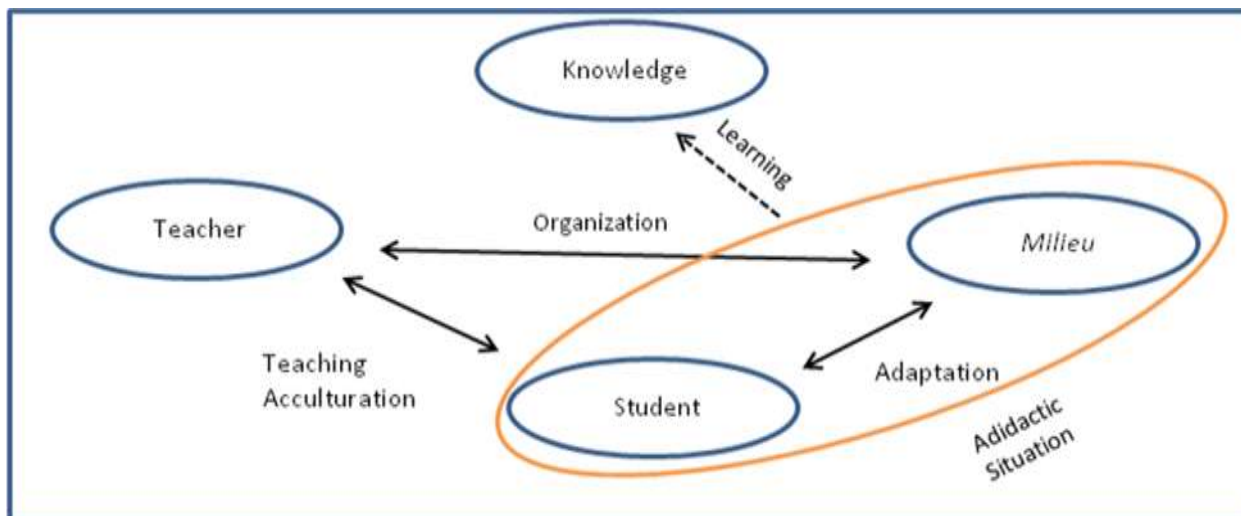 Knowledge
Learning
Teacher
Organization
Milieu
Teaching
Acculturation
Student
Adaptation
Adidactic
Situation